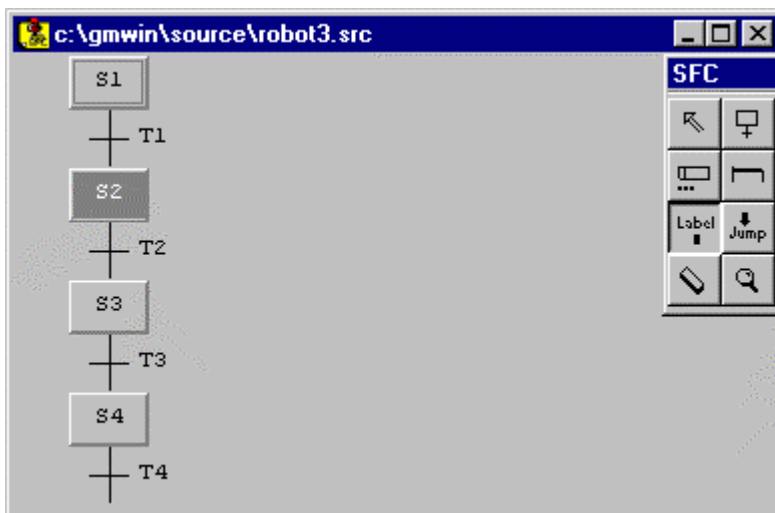 c:\gmwin\source\robot3.src
SFC
S1
T1
S2
T2
S3
T3
S4
T4
Label
Jump